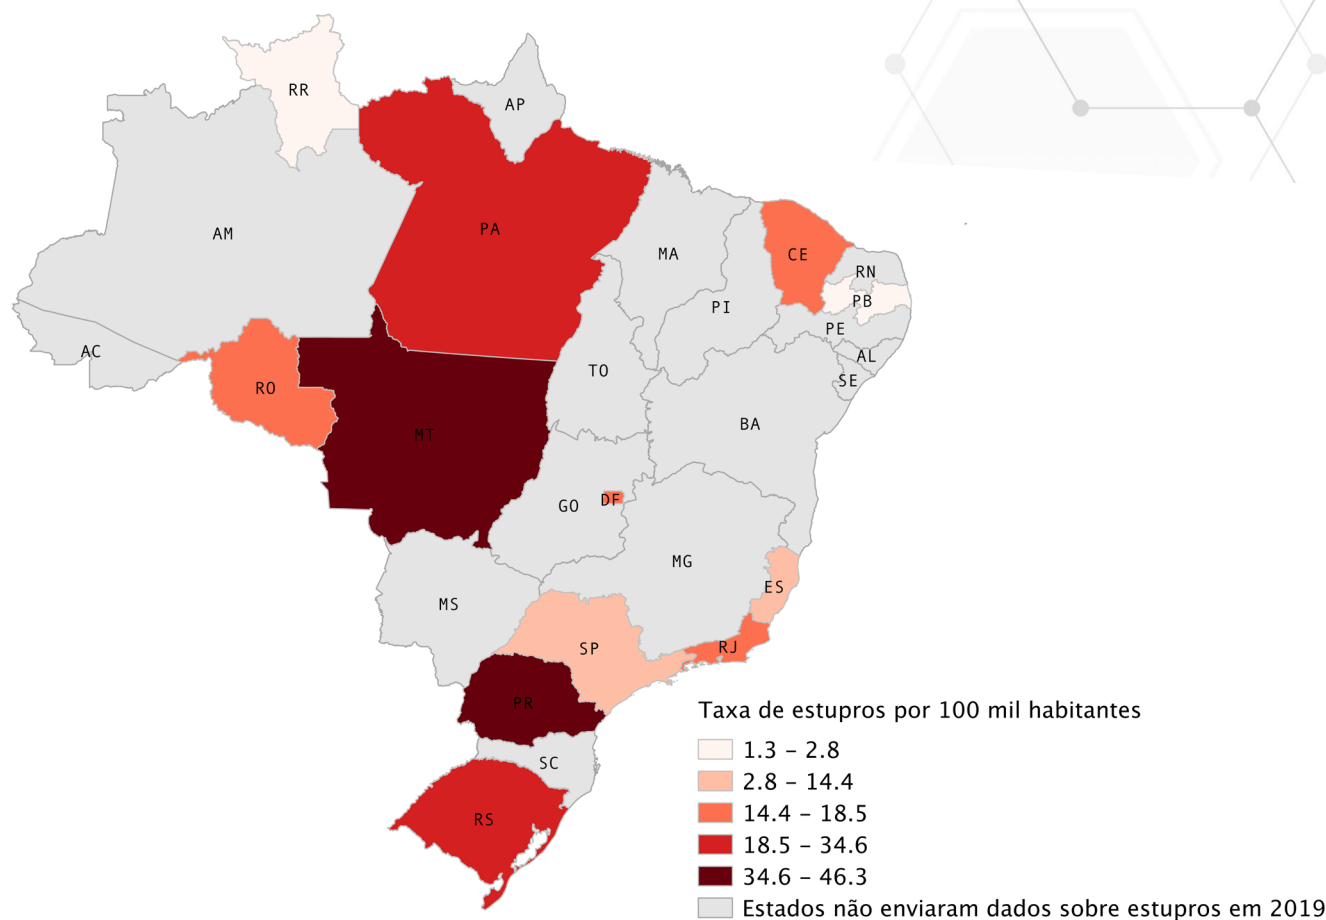 RR
AP
AM
PA
MA
CE
RN
PB
PI
PE
AC
AL
TO
SE
RO
BA
MT
DF
GO
MG
ES
MS
RJ
SP
PR
SC
RS
Taxa de estupros por 100 mil habitantes
1.3 – 2.8
2.8 – 14.4
14.4 – 18.5
18.5 – 34.6
34.6 – 46.3
Estados não enviaram dados sobre estupros em 2019